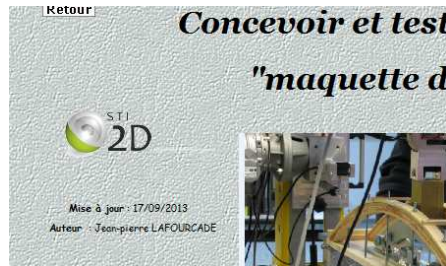 Retour
Concevoir et test
"maquette d
STI
2D
Mise à jour : 17/09/2013
Auteur : Jean-pierre LAFOURCADE